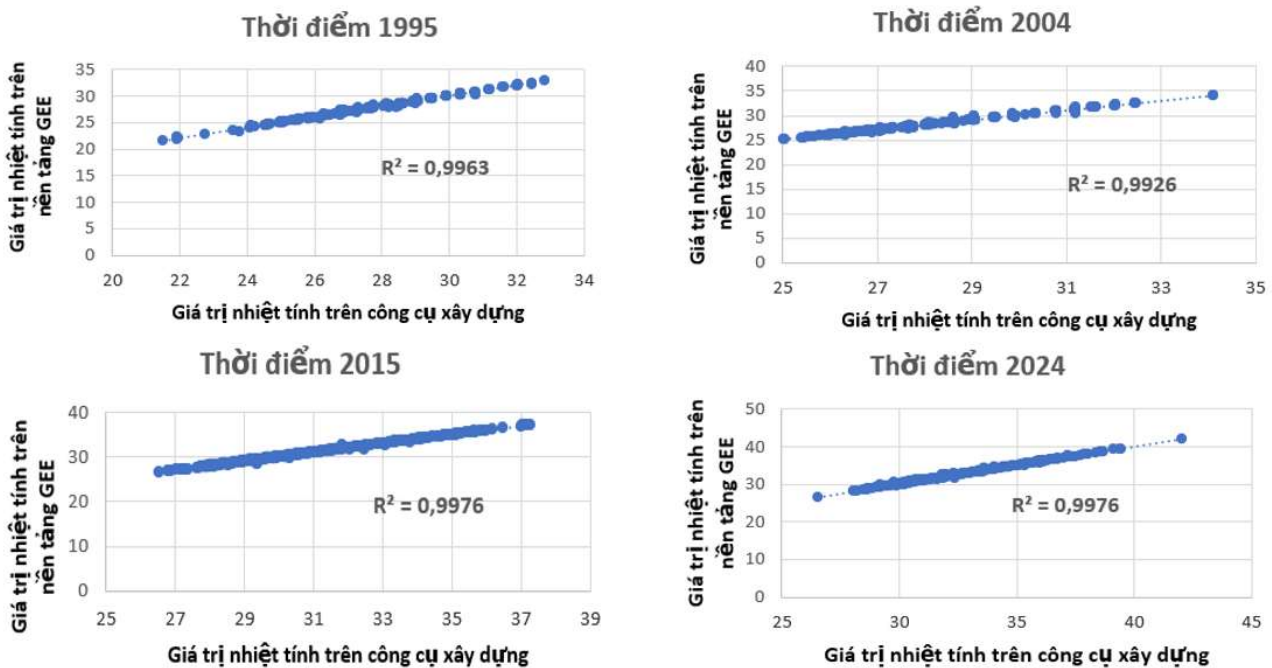 Thời điểm 1995
Giá trị nhiệt tính trên
nền tảng GEE
35
30
25
20
15
10
5
0
R² = 0,9963
20 22 24 26 28 30 32 34
Giá trị nhiệt tính trên công cụ xây dựng
Thời điểm 2004
Giá trị nhiệt tính trên
nền tảng GEE
40
35
30
25
20
15
10
5
0
R² = 0,9926
25 27 29 31 33 35
Giá trị nhiệt tính trên công cụ xây dựng
Thời điểm 2015
Giá trị nhiệt tính trên
nền tảng GEE
40
30
20
10
0
R² = 0,9976
25 27 29 31 33 35 37 39
Giá trị nhiệt tính trên công cụ xây dựng
Thời điểm 2024
Giá trị nhiệt tính trên
nền tảng GEE
50
40
30
20
10
0
R² = 0,9976
25 30 35 40 45
Giá trị nhiệt tính trên công cụ xây dựng